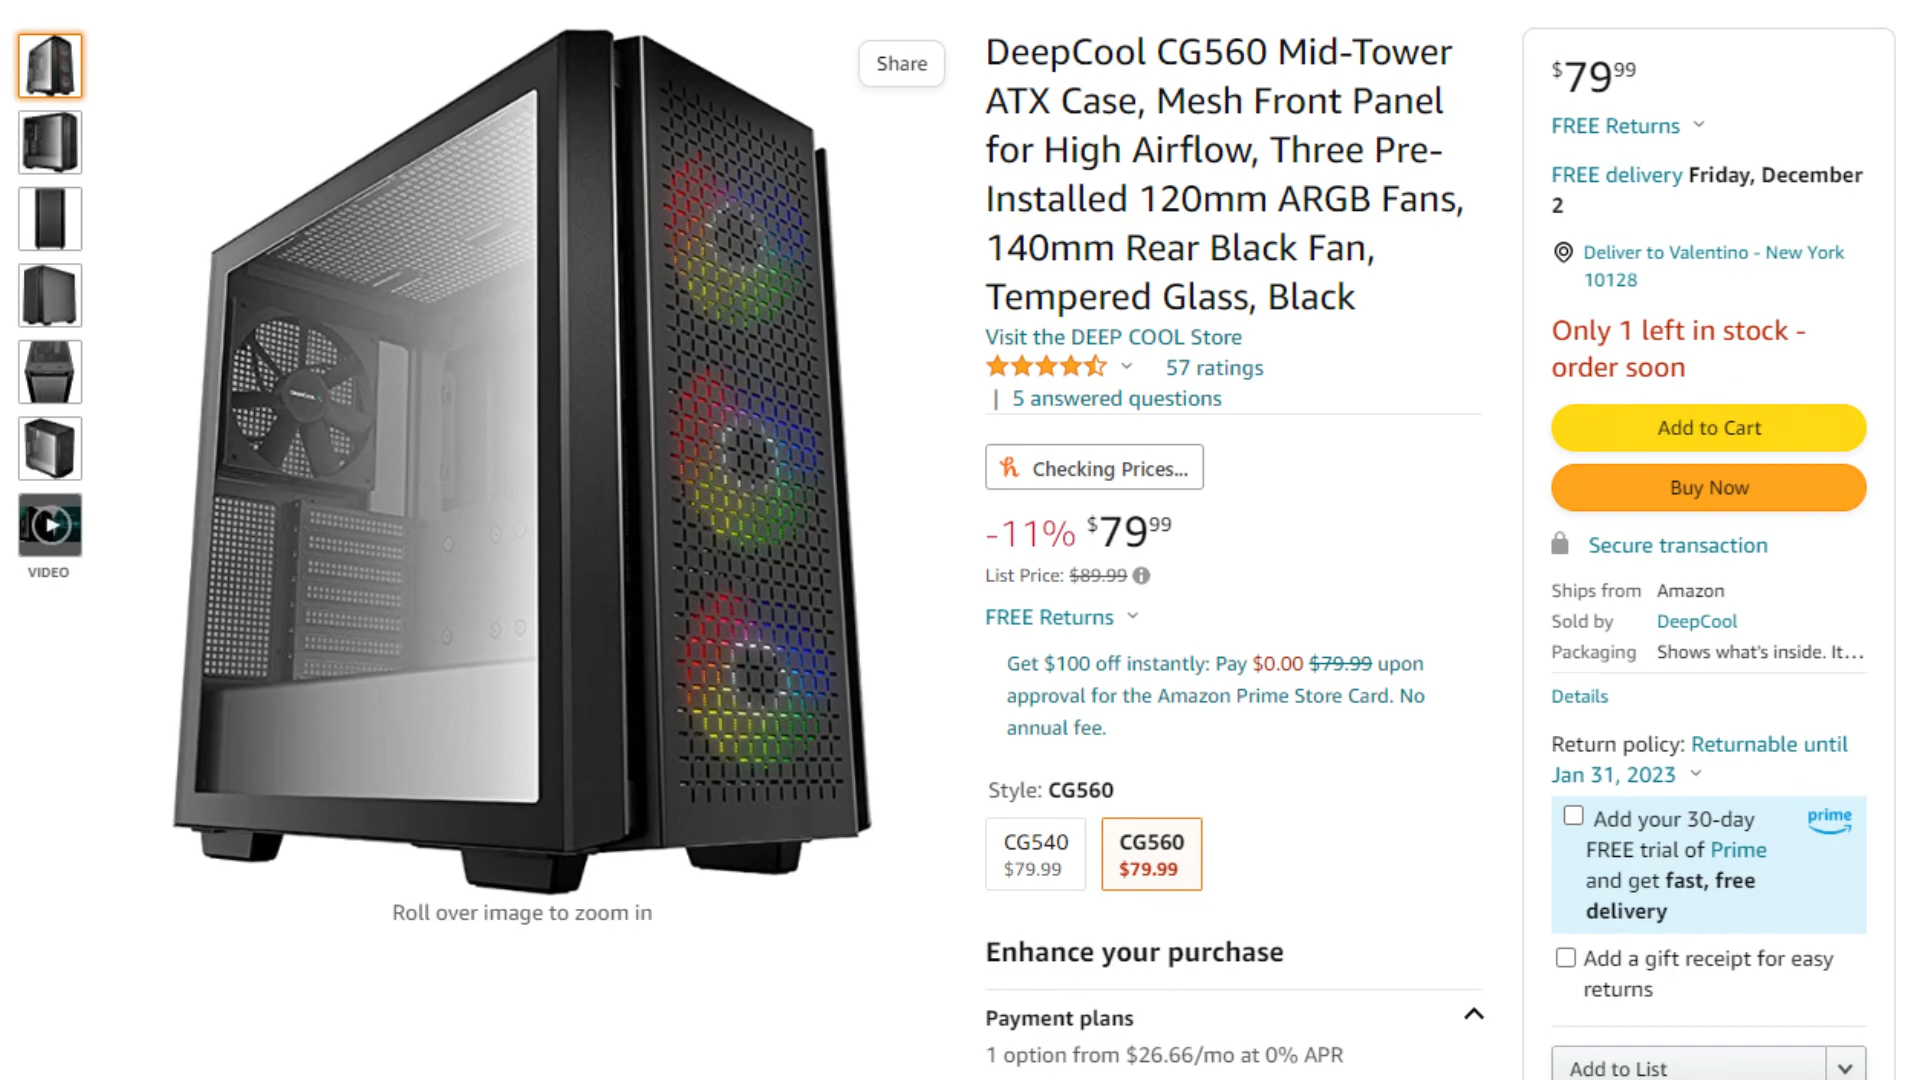 VIDEO
DEEPCOOL
Roll over image to zoom in
Share
DeepCool CG560 Mid-Tower
ATX Case, Mesh Front Panel
for High Airflow, Three Pre-
Installed 120mm ARGB Fans,
140mm Rear Black Fan,
Tempered Glass, Black
Visit the DEEP COOL Store
57 ratings
| 5 answered questions
Checking Prices...
-11% $79 99
List Price: $89.99
FREE Returns
Get $100 off instantly: Pay $0.00 $79.99 upon
approval for the Amazon Prime Store Card. No
annual fee.
Style: CG560
CG540
$79.99
CG560
$79.99
Enhance your purchase
Payment plans
1 option from $26.66/mo at 0% APR
$79 99
FREE Returns
FREE delivery Friday, December
2
Deliver to Valentino - New York
10128
Only 1 left in stock -
order soon
Add to Cart
Buy Now
Secure transaction
Ships from Amazon
Sold by DeepCool
Packaging Shows what's inside. It…
Details
Return policy: Returnable until
Jan 31, 2023
Add your 30-day
prime
FREE trial of Prime
and get fast, free
delivery
Add a gift receipt for easy
returns
Add to List